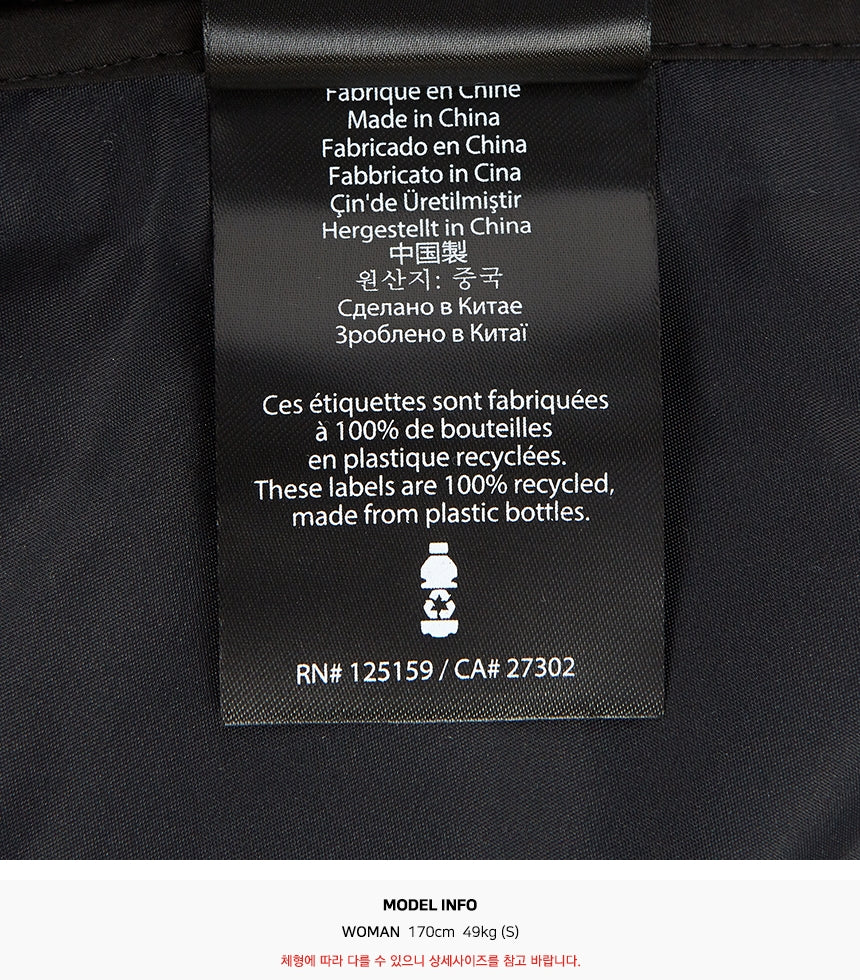 Fabriqué en Chine
Made in China
Fabricado en China
Fabbricato in Cina
Çin'de Üretilmiştir
Hergestellt in China
中国製
원산지: 중국
Сделано в Китае
Зроблено в Китаї
Ces étiquettes sont fabriquées
à 100% de bouteilles
en plastique recyclées.
These labels are 100% recycled,
made from plastic bottles.
RN# 125159 / CA# 27302
MODEL INFO
WOMAN 170cm 49kg (S)
체형에 따라 다를 수 있으니 상세사이즈를 참고 바랍니다.